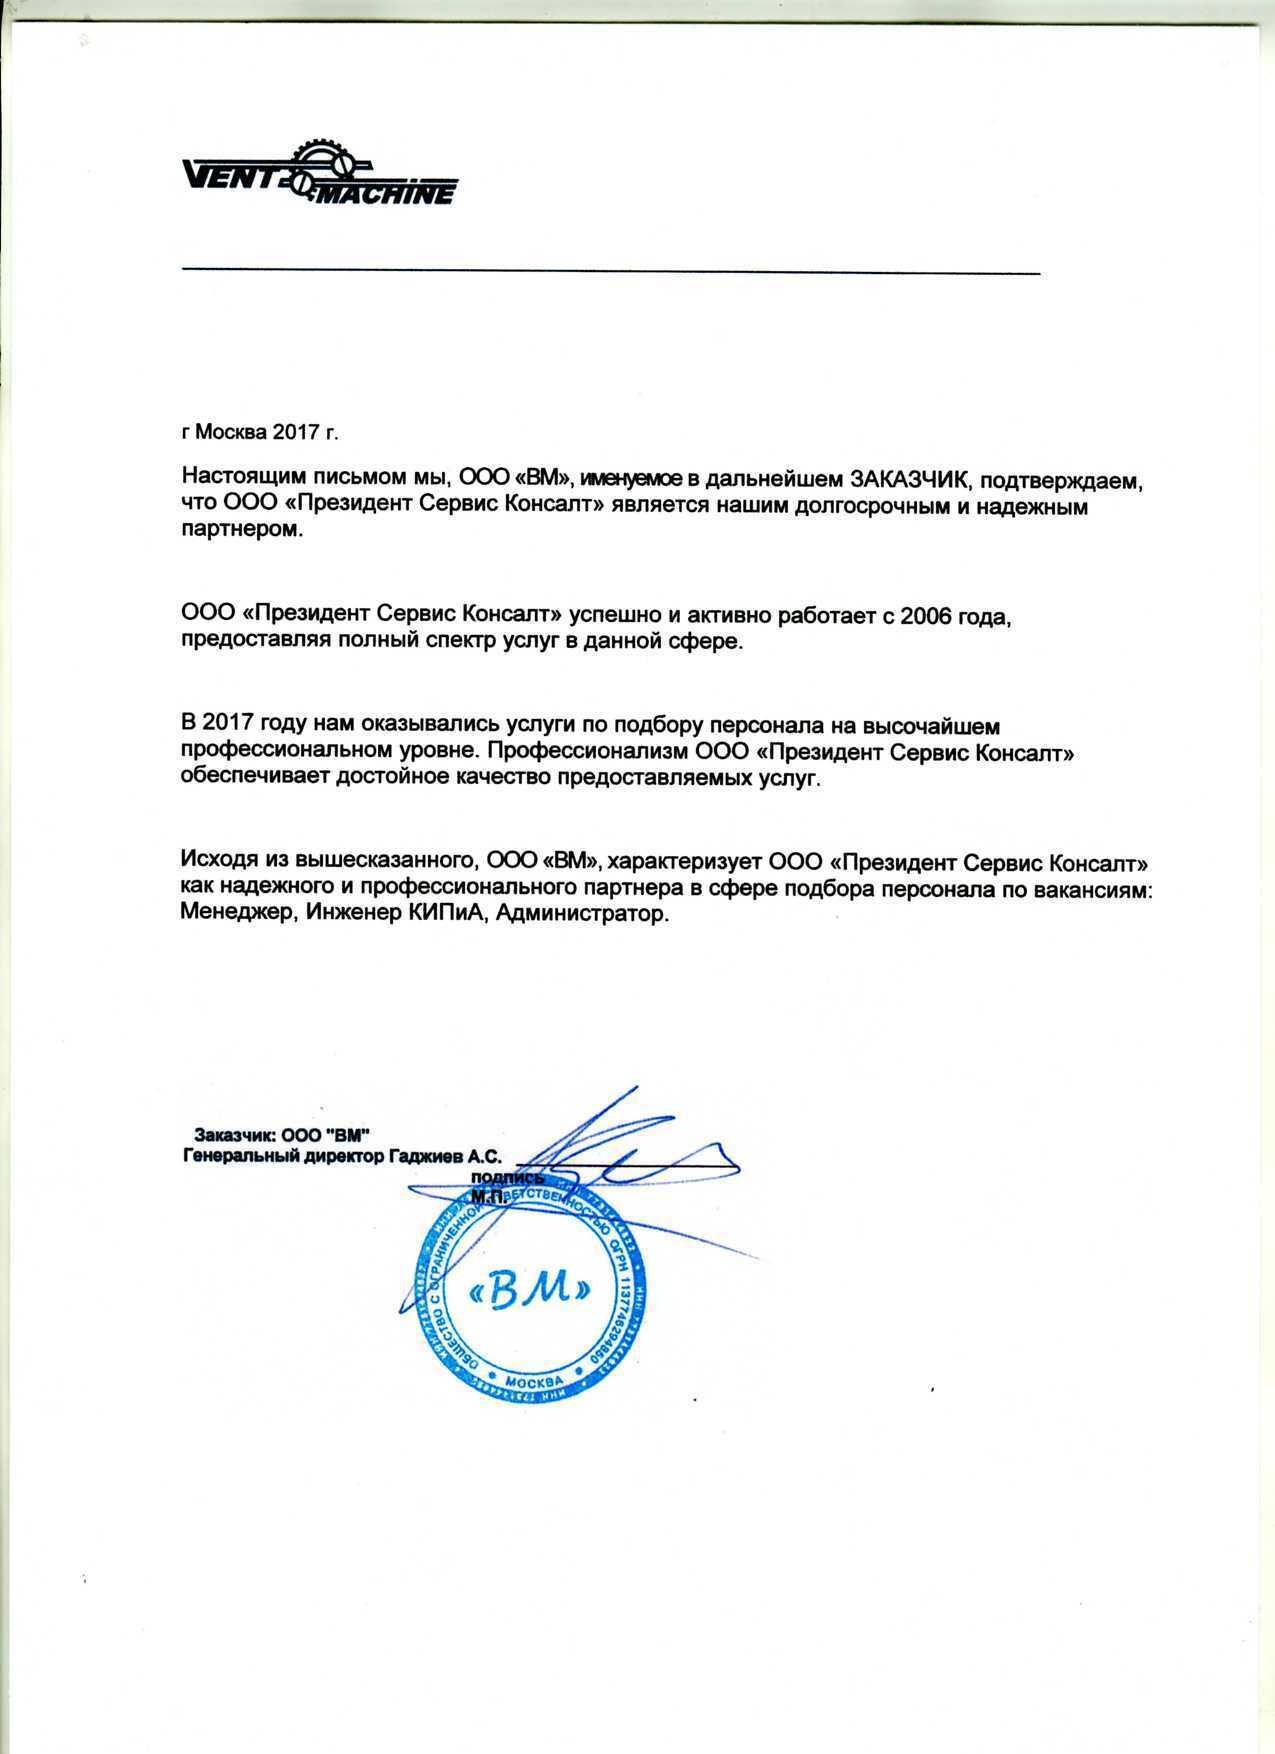 VENT MACHINE
г Москва 2017 г.
Настоящим письмом мы, ООО «ВМ», именуемое в дальнейшем ЗАКАЗЧИК, подтверждаем,
что ООО «Президент Сервис Консалт» является нашим долгосрочным и надежным
партнером.
ООО «Президент Сервис Консалт» успешно и активно работает с 2006 года,
предоставляя полный спектр услуг в данной сфере.
В 2017 году нам оказывались услуги по подбору персонала на высочайшем
профессиональном уровне. Профессионализм ООО «Президент Сервис Консалт»
обеспечивает достойное качество предоставляемых услуг.
Исходя из вышесказанного, ООО «ВМ», характеризует ООО «Президент Сервис Консалт»
как надежного и профессионального партнера в сфере подбора персонала по вакансиям:
Менеджер, Инженер КИПиА, Администратор.
Заказчик: ООО "ВМ"
Генеральный директор Гаджиев А.С.
подпись
М.П.
ОБЩЕСТВО С ОГРАНИЧЕННОЙ ОТВЕТСТВЕННОСТЬЮ ОГРН 1137746294860
«ВМ»
МОСКВА